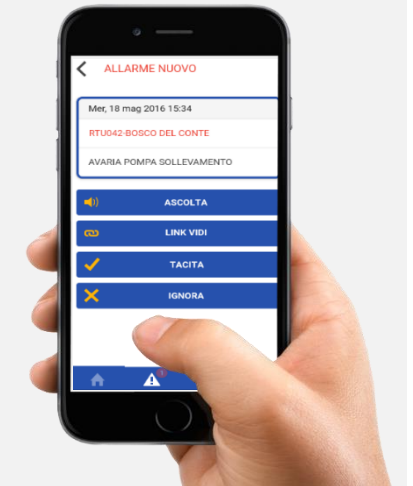 ALLARME NUOVO
Mer, 18 mag 2016 15:34
RTU042-BOSCO DEL CONTE
AVARIA POMPA SOLLEVAMENTO
ASCOLTA
LINK VIDI
TACITA
IGNORA